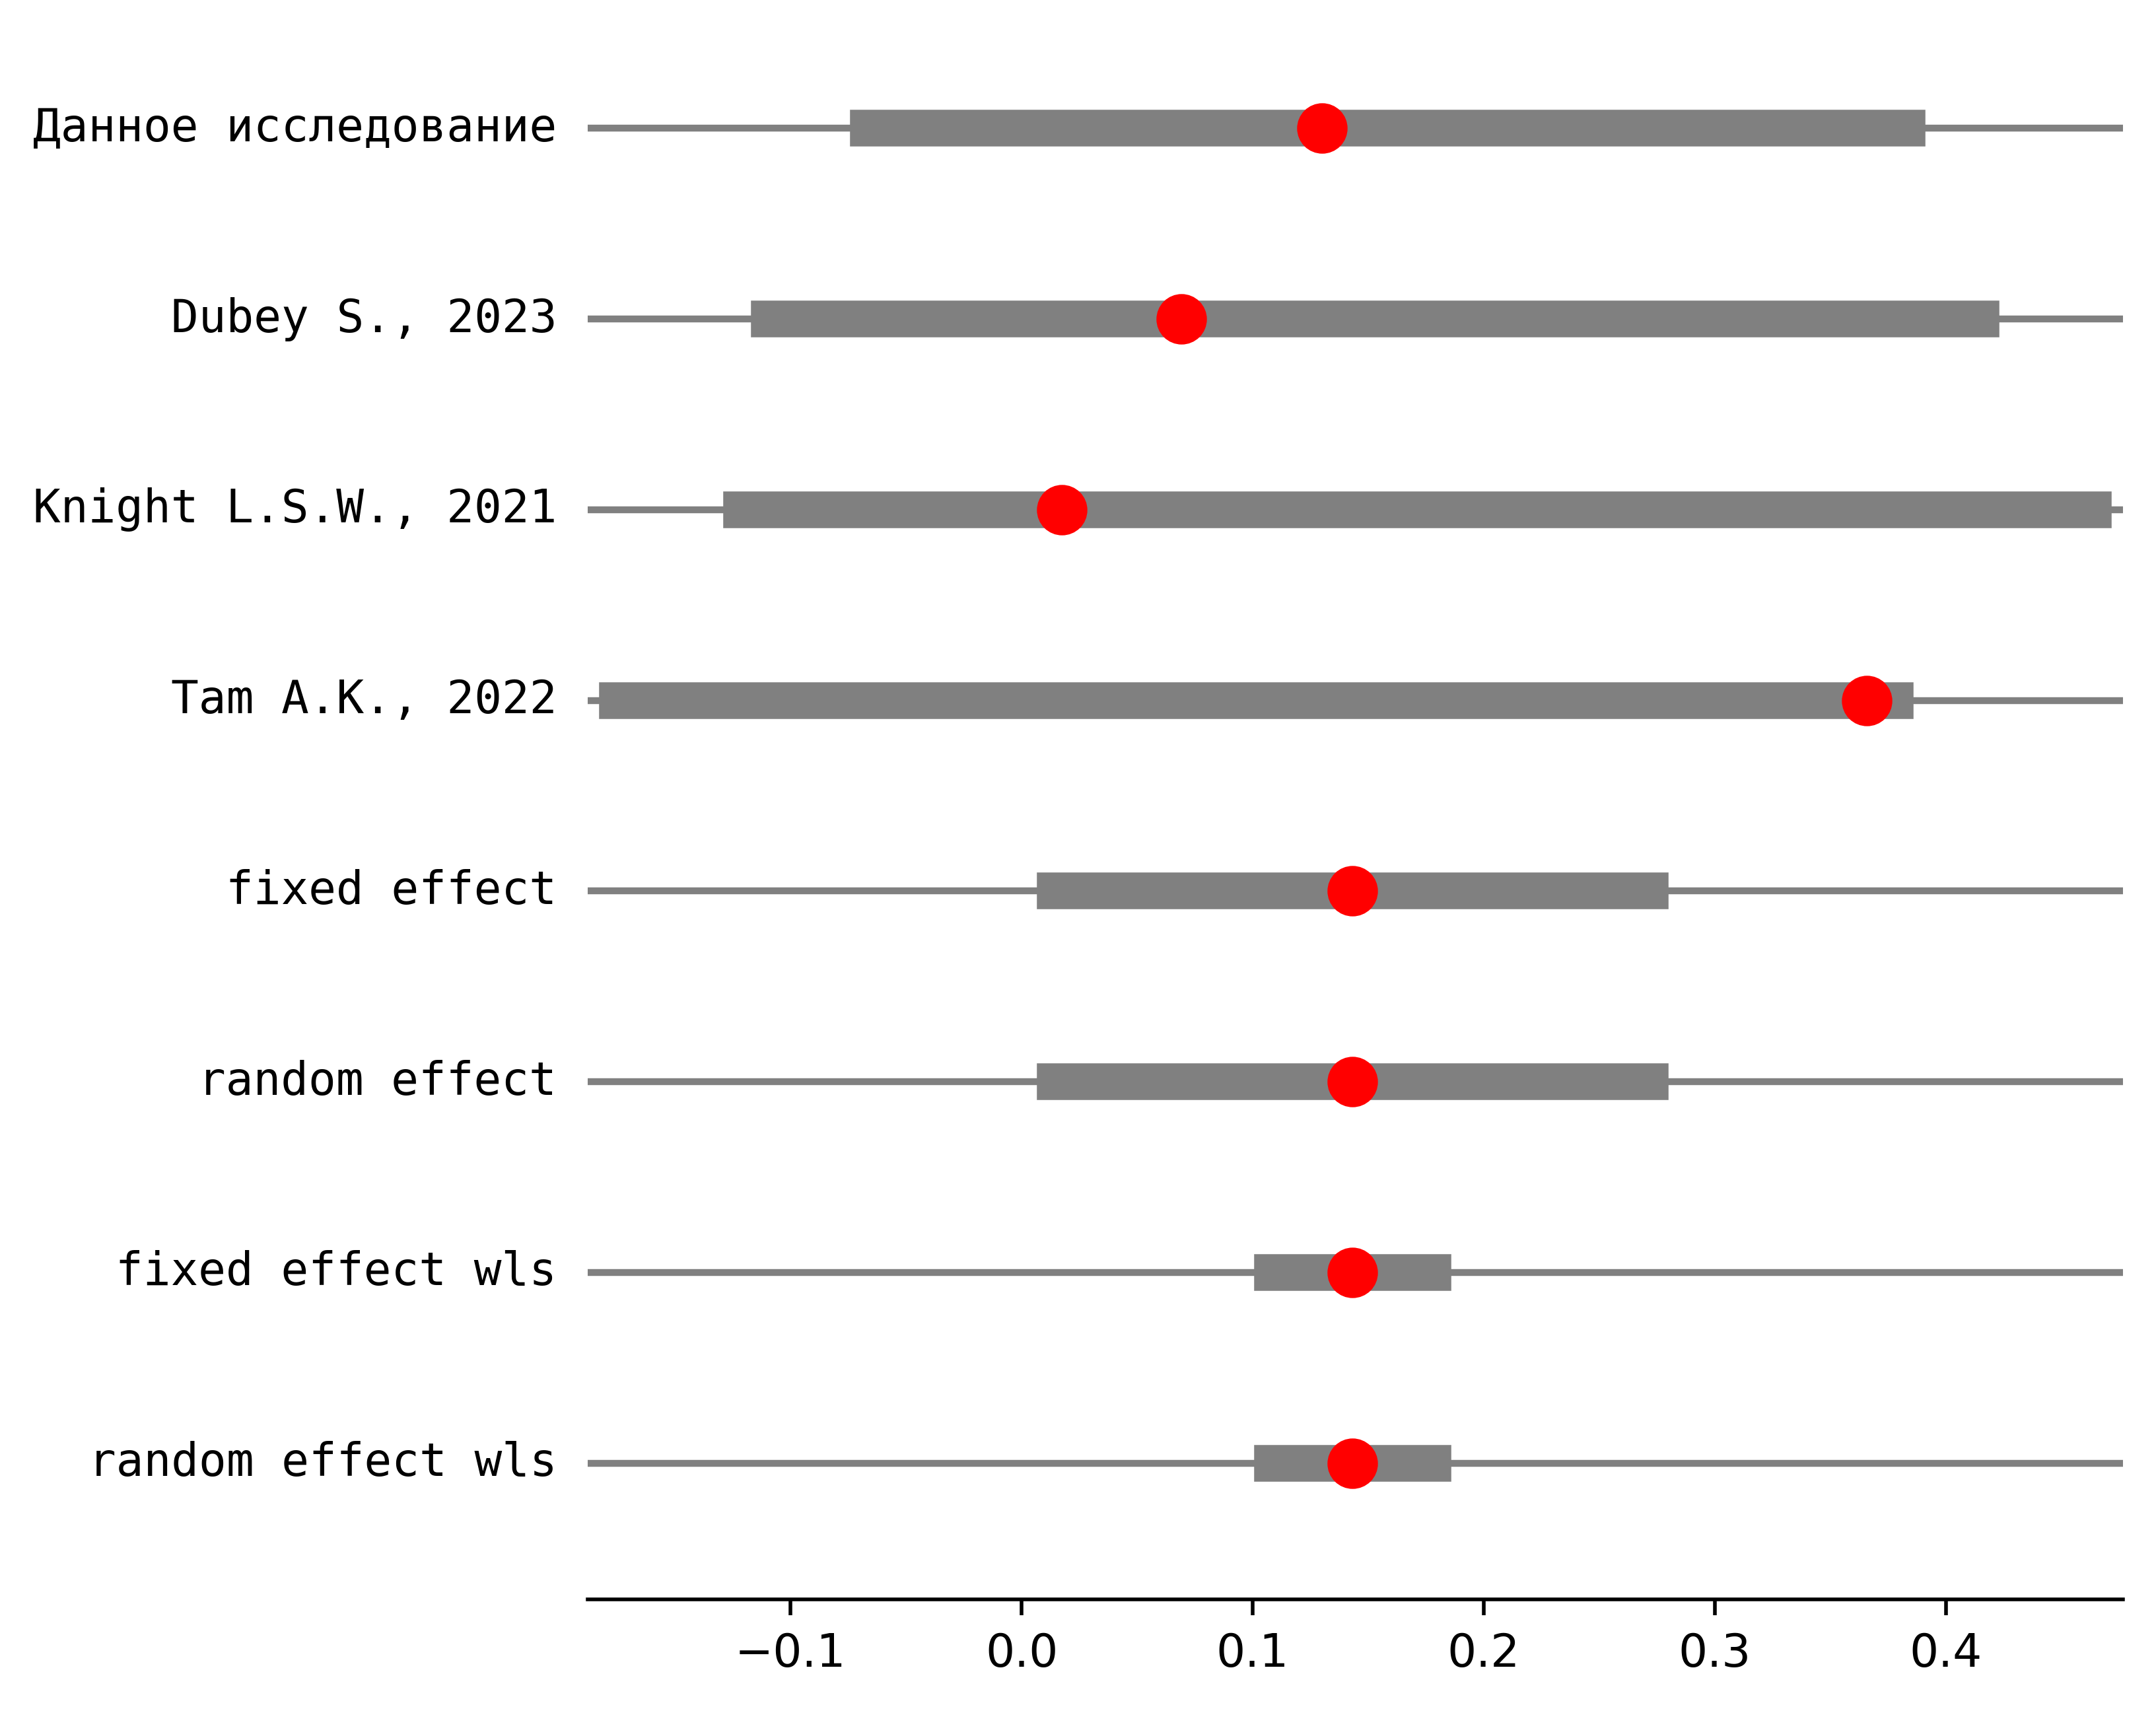 Данное исследование
Dubey S., 2023
Knight L.S.W., 2021
Tam A.K., 2022
fixed effect
random effect
fixed effect wls
random effect wls
−0.1 0.0 0.1 0.2 0.3 0.4